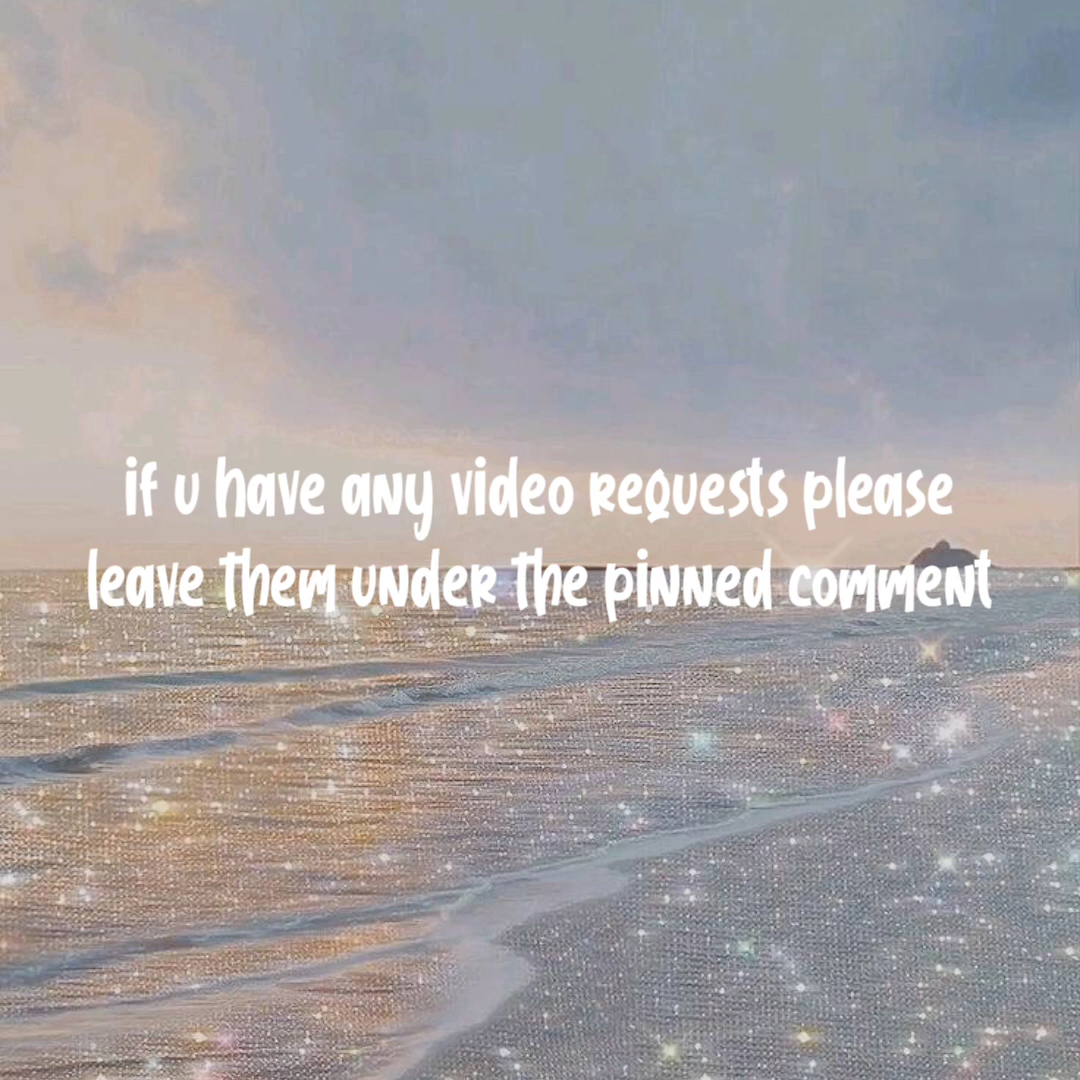 if u have any video requests please
leave them under the pinned comment